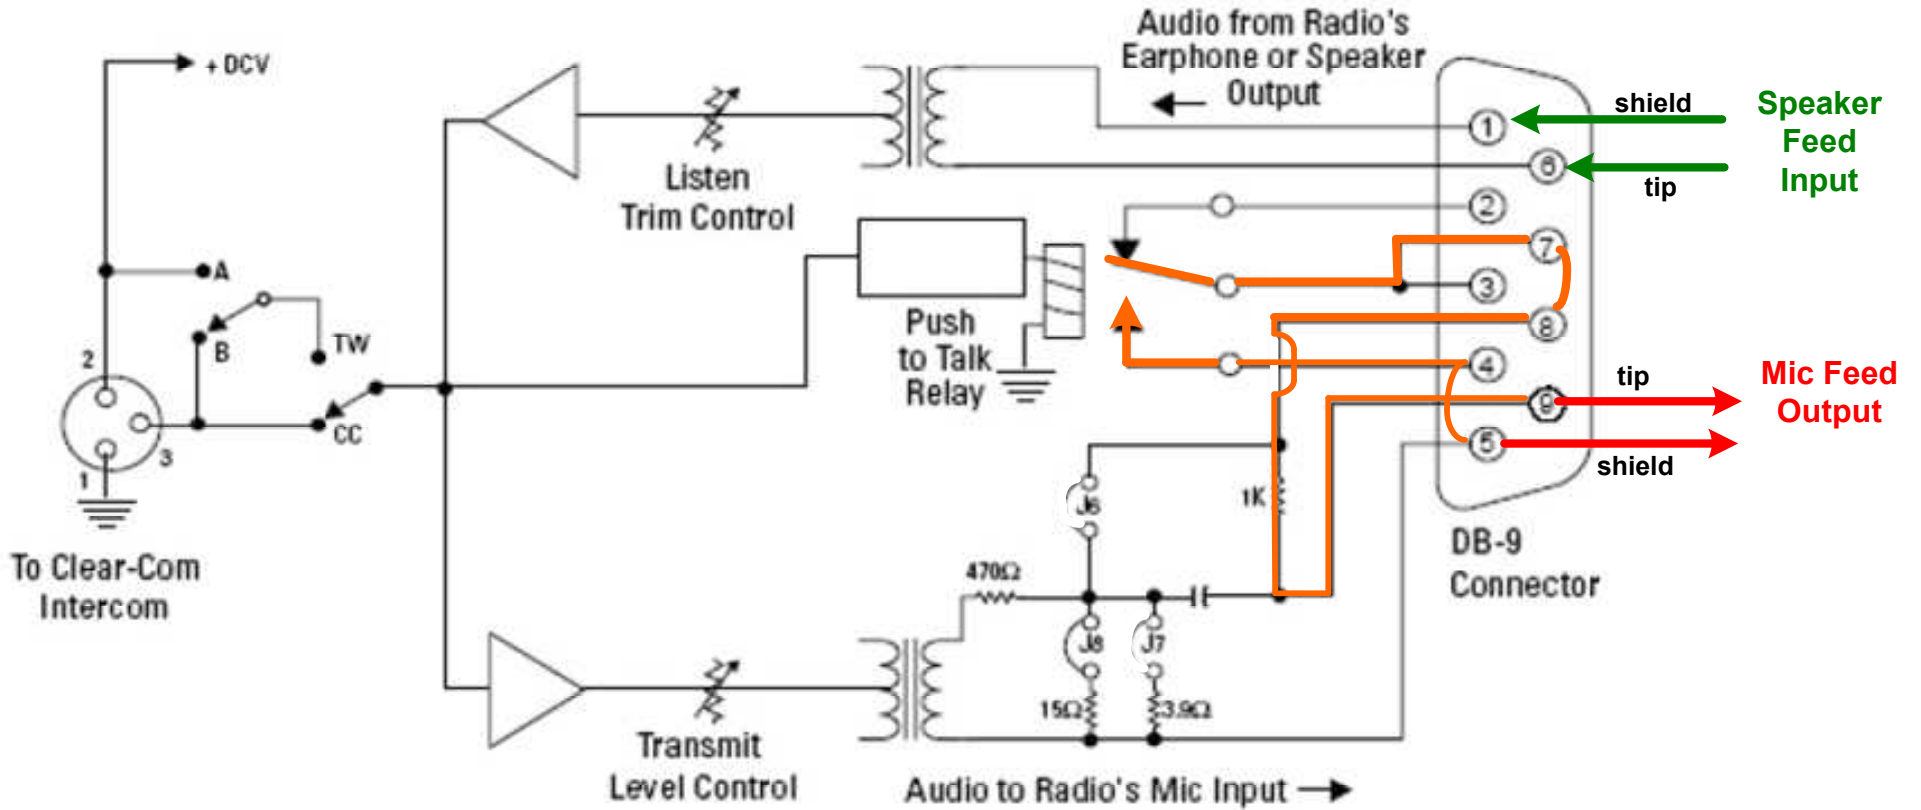 + DCV
Audio from Radio's
Earphone or Speaker
Output
Listen
Trim Control
Push
to Talk
Relay
A
B
TW
CC
2
3
1
To Clear-Com
Intercom
Transmit
Level Control
Audio to Radio's Mic Input
470Ω
J6
J8
J7
15Ω
3.9Ω
1K
1
6
2
7
3
8
4
9
5
DB-9
Connector
shield
tip
Speaker
Feed
Input
tip
shield
Mic Feed
Output